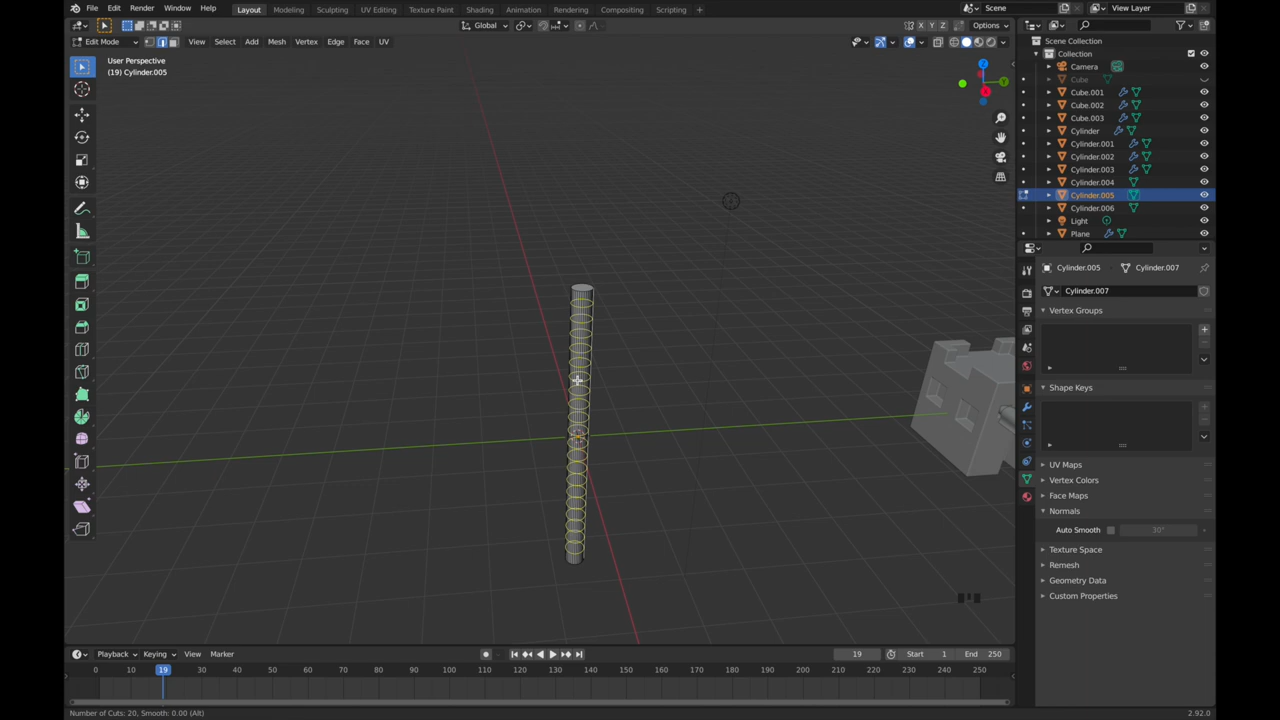 File Edit Render Window Help Layout Modeling Sculpting UV Editing Texture Paint Shading Animation Rendering Compositing Scripting Scene View Layer
Global X Y Z Options
Edit Mode View Select Add Mesh Vertex Edge Face UV
User Perspective
(19) Cylinder.005
Scene Collection
Collection
Camera
Cube
Cube.001
Cube.002
Cube.003
Cylinder
Cylinder.001
Cylinder.002
Cylinder.003
Cylinder.004
Cylinder.005
Cylinder.006
Light
Plane
Cylinder.005 Cylinder.007
Cylinder.007
Vertex Groups
Shape Keys
UV Maps
Vertex Colors
Face Maps
Normals
Auto Smooth 30°
Texture Space
Remesh
Geometry Data
Custom Properties
Playback Keying View Marker 19 Start 1 End 250
0 10 19 30 40 50 60 70 80 90 100 110 120 130 140 150 160 170 180 190 200 210 220 230 240 250
Number of Cuts: 20, Smooth: 0.00 (Alt) 2.92.0